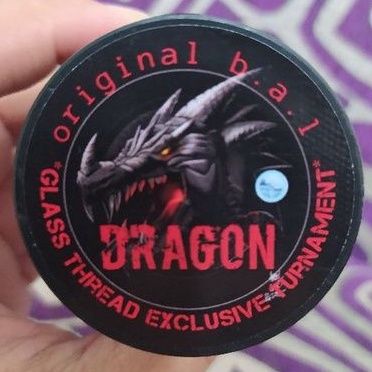 original b.a.l
DRAGON
*GLASS THREAD EXCLUSIVE TURNAMENT*